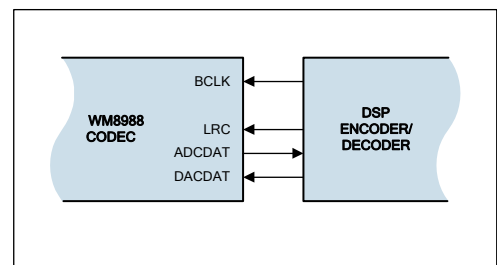 BCLK
WM8988
CODEC
LRC
ADCDAT
DACDAT
DSP
ENCODER/
DECODER